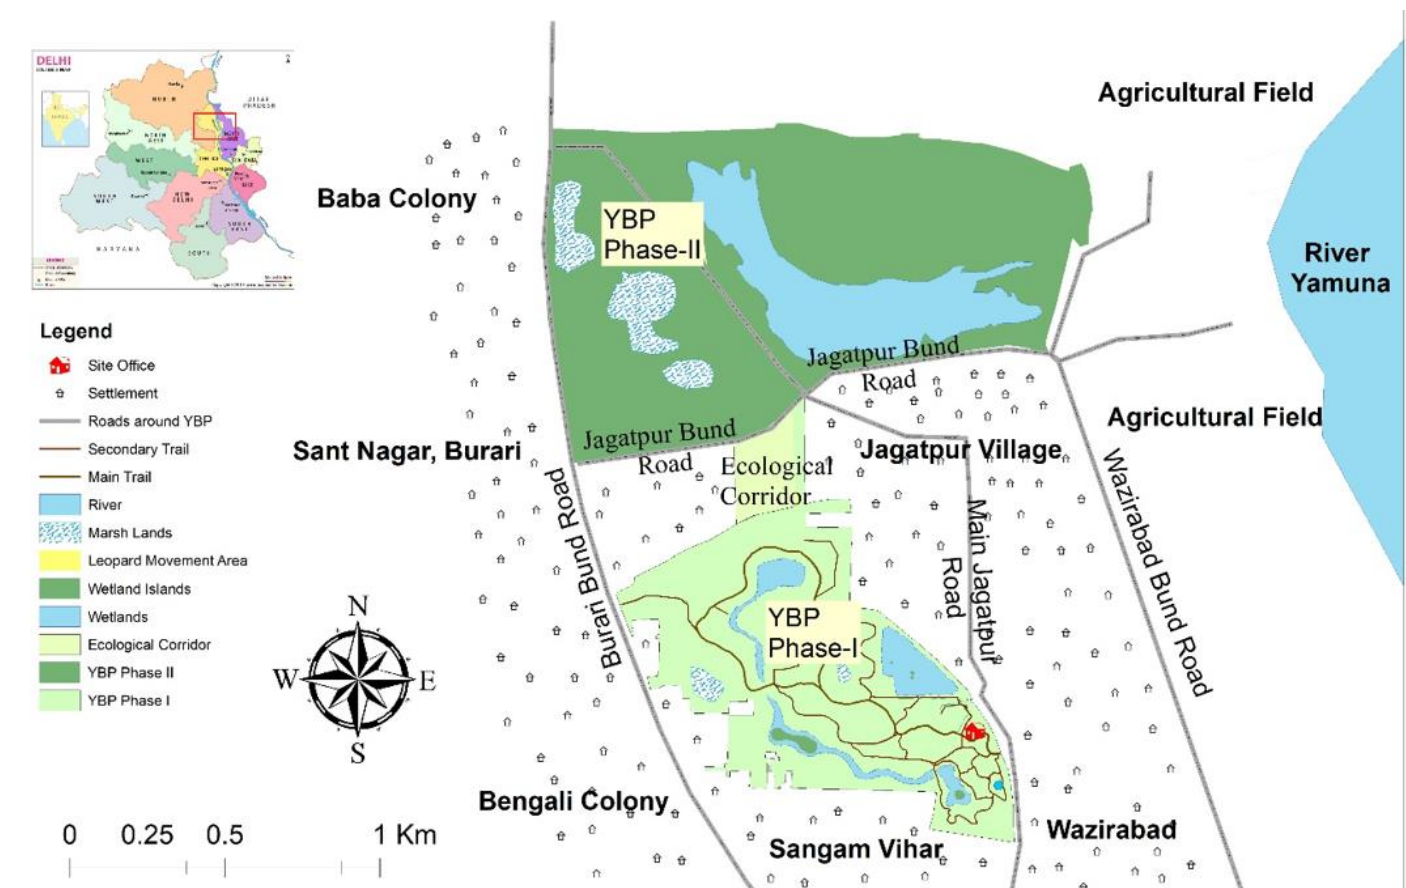 DELHI
Agricultural Field
Baba Colony
YBP
Phase-II
River
Yamuna
Legend
Site Office
Settlement
Roads around YBP
Secondary Trail
Main Trail
River
Marsh Lands
Leopard Movement Area
Wetland Islands
Wetlands
Ecological Corridor
YBP Phase II
YBP Phase I
Jagatpur Bund
Road
Agricultural Field
Jagatpur Bund
Road
Sant Nagar, Burari
Jagatpur Village
Ecological
Corridor
Burari Bund Road
Main Jagatpur
Road
Wazirabad Bund Road
YBP
Phase-I
N
W
E
S
Bengali Colony
Sangam Vihar
Wazirabad
0 0.25 0.5 1 Km